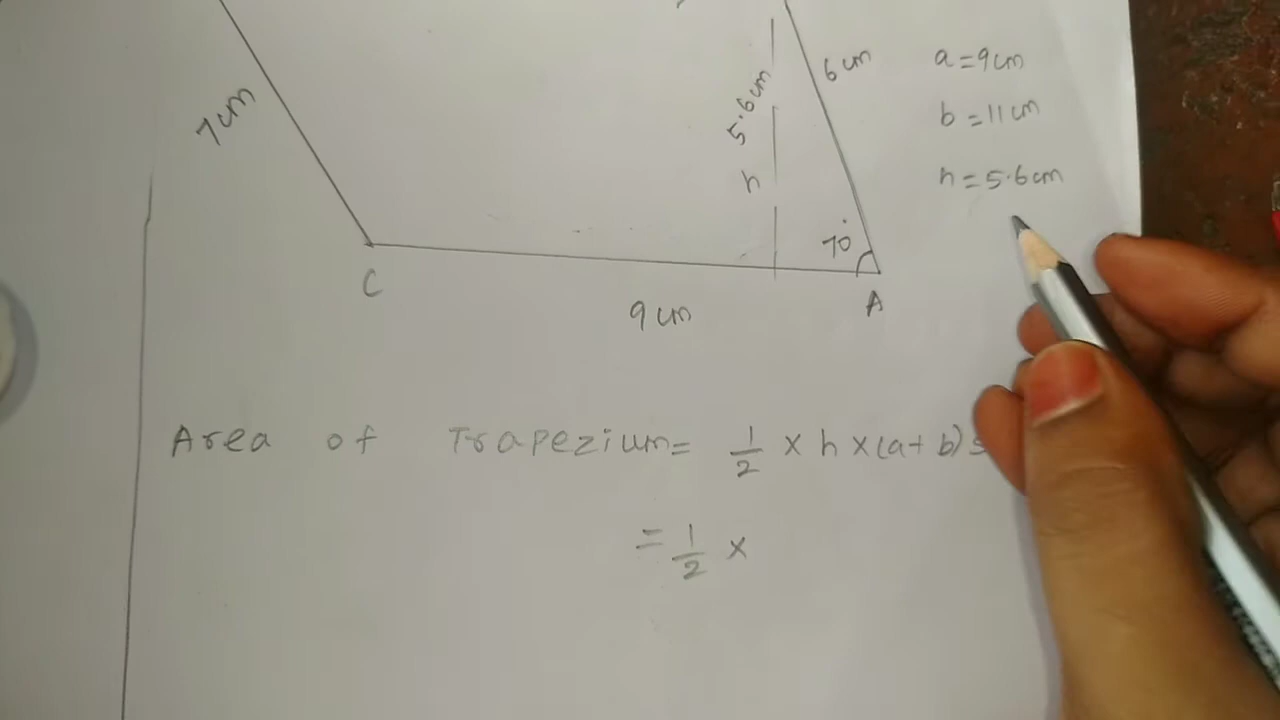 7cm
5.6cm
h
6cm
70°
C
9cm
A
a=9cm
b=11cm
h=5.6cm
Area of Trapezium= 1/2 × h×(a+b)
= 1/2 ×